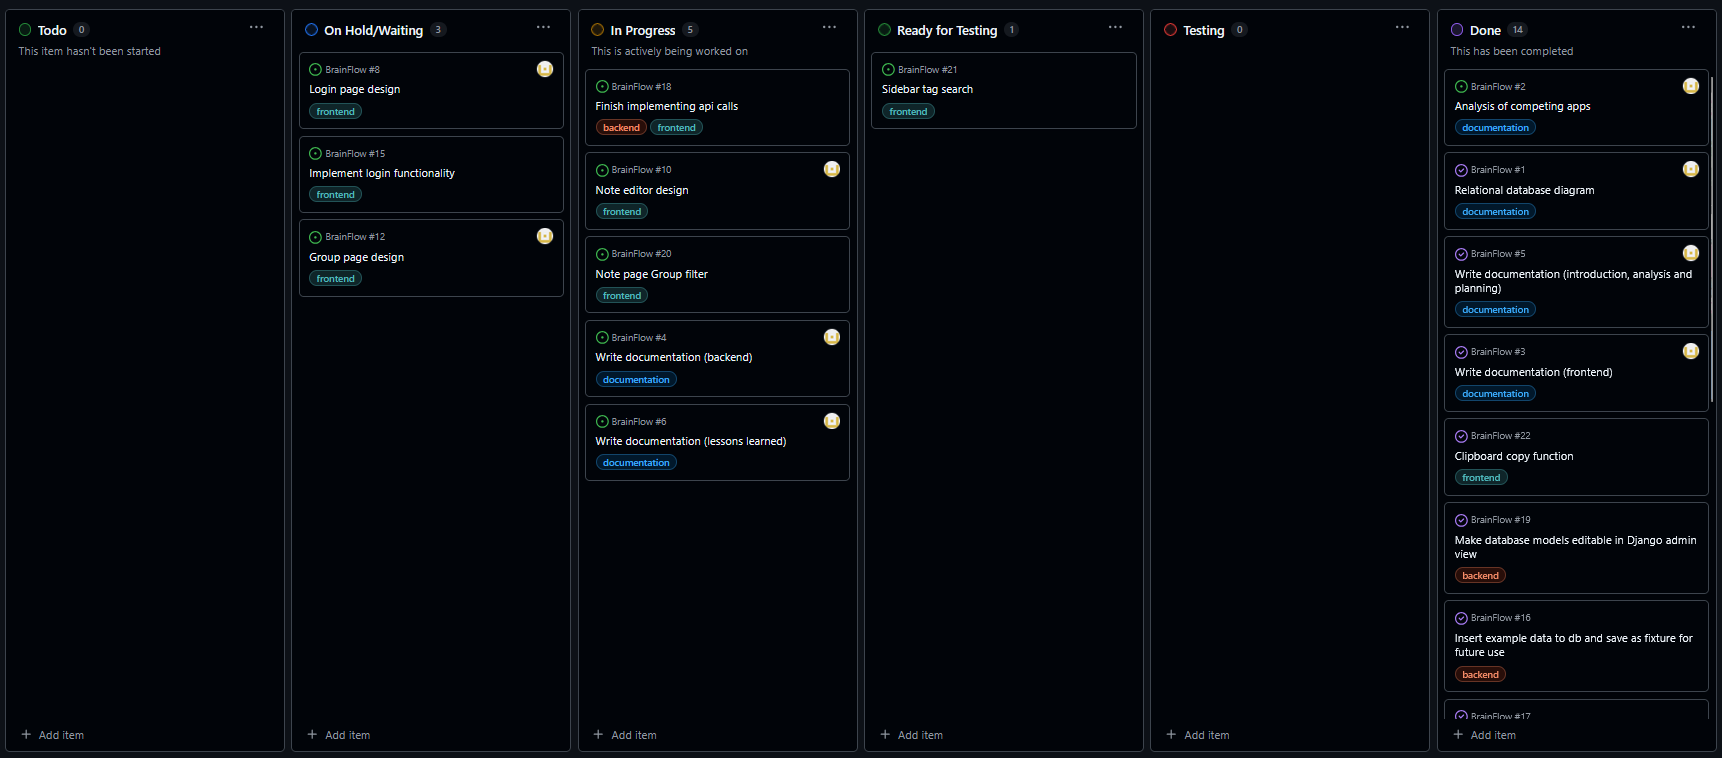 Todo 0
This item hasn't been started
+ Add item
On Hold/Waiting 3
BrainFlow #8
Login page design
frontend
BrainFlow #15
Implement login functionality
frontend
BrainFlow #12
Group page design
frontend
+ Add item
In Progress 5
This is actively being worked on
BrainFlow #18
Finish implementing api calls
backend frontend
BrainFlow #10
Note editor design
frontend
BrainFlow #20
Note page Group filter
frontend
BrainFlow #4
Write documentation (backend)
documentation
BrainFlow #6
Write documentation (lessons learned)
documentation
+ Add item
Ready for Testing 1
BrainFlow #21
Sidebar tag search
frontend
+ Add item
Testing 0
+ Add item
Done 14
This has been completed
BrainFlow #2
Analysis of competing apps
documentation
BrainFlow #1
Relational database diagram
documentation
BrainFlow #5
Write documentation (introduction, analysis and
planning)
documentation
BrainFlow #3
Write documentation (frontend)
documentation
BrainFlow #22
Clipboard copy function
frontend
BrainFlow #19
Make database models editable in Django admin
view
backend
BrainFlow #16
Insert example data to db and save as fixture for
future use
backend
BrainFlow #17
+ Add item